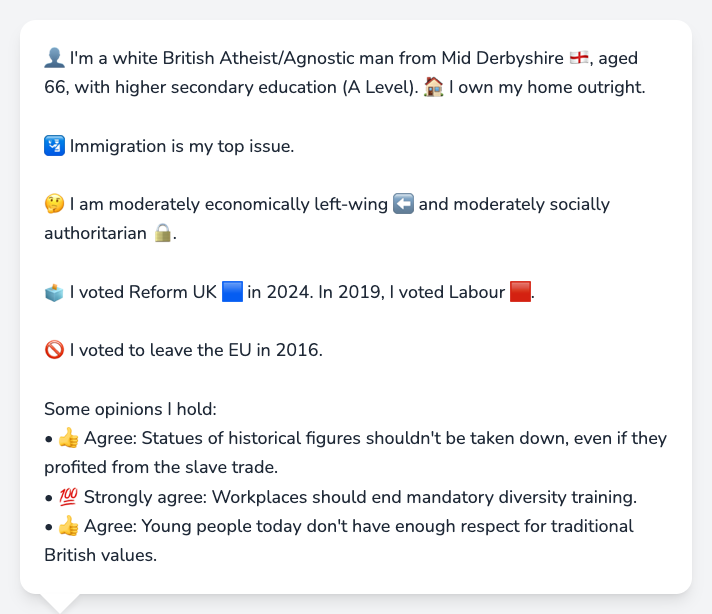 👤 I'm a white British Atheist/Agnostic man from Mid Derbyshire 🏴󠁧󠁢󠁥󠁮󠁧󠁿, aged
66, with higher secondary education (A Level). 🏠 I own my home outright.
🛂 Immigration is my top issue.
🤔 I am moderately economically left-wing ⬅️ and moderately socially
authoritarian 🔒.
🗳️ I voted Reform UK 🟦 in 2024. In 2019, I voted Labour 🟥.
🚫 I voted to leave the EU in 2016.
Some opinions I hold:
• 👍 Agree: Statues of historical figures shouldn't be taken down, even if they
profited from the slave trade.
• 💯 Strongly agree: Workplaces should end mandatory diversity training.
• 👍 Agree: Young people today don't have enough respect for traditional
British values.